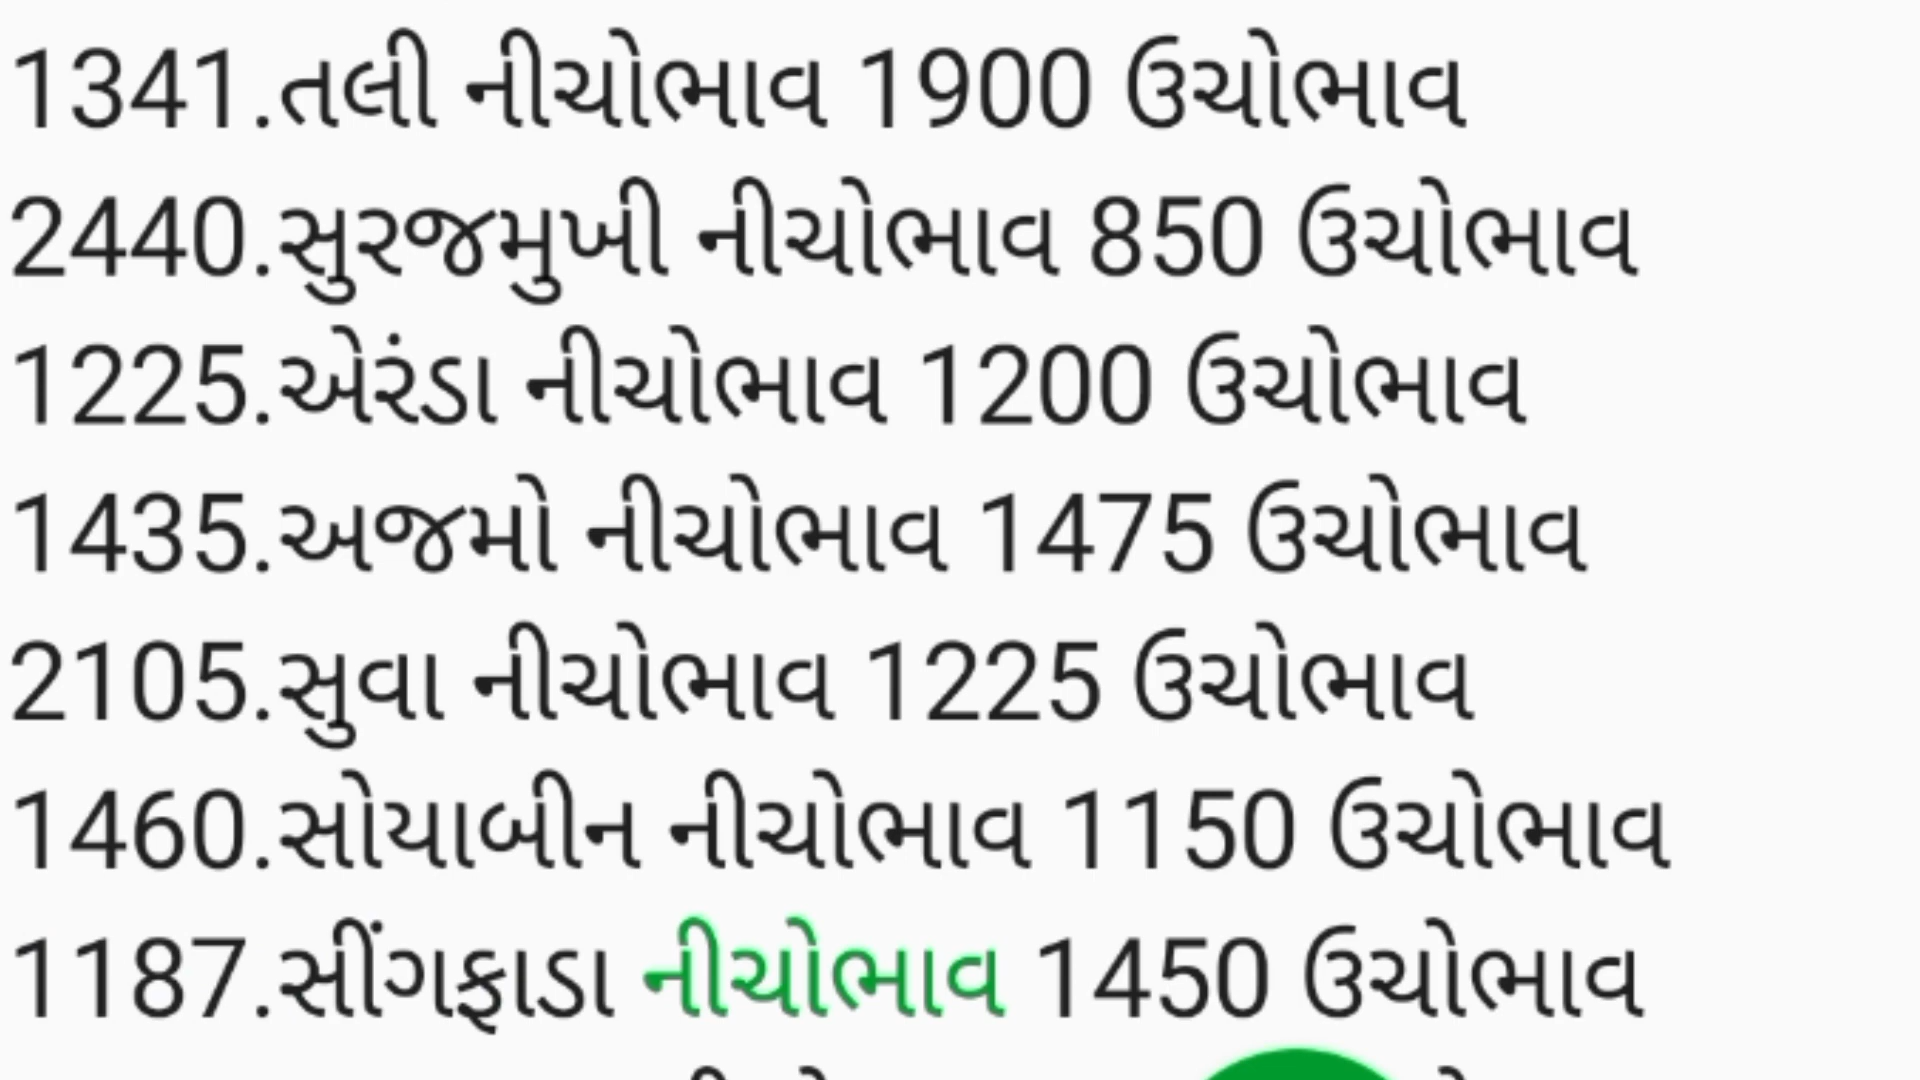 1341.તલી નીચોભાવ 1900 ઉચોભાવ
2440.સુરજમુખી નીચોભાવ 850 ઉચોભાવ
1225.એરંડા નીચોભાવ 1200 ઉચોભાવ
1435.અજમો નીચોભાવ 1475 ઉચોભાવ
2105.સુવા નીચોભાવ 1225 ઉચોભાવ
1460.સોયાબીન નીચોભાવ 1150 ઉચોભાવ
1187.સીંગફાડા નીચોભાવ 1450 ઉચોભાવ